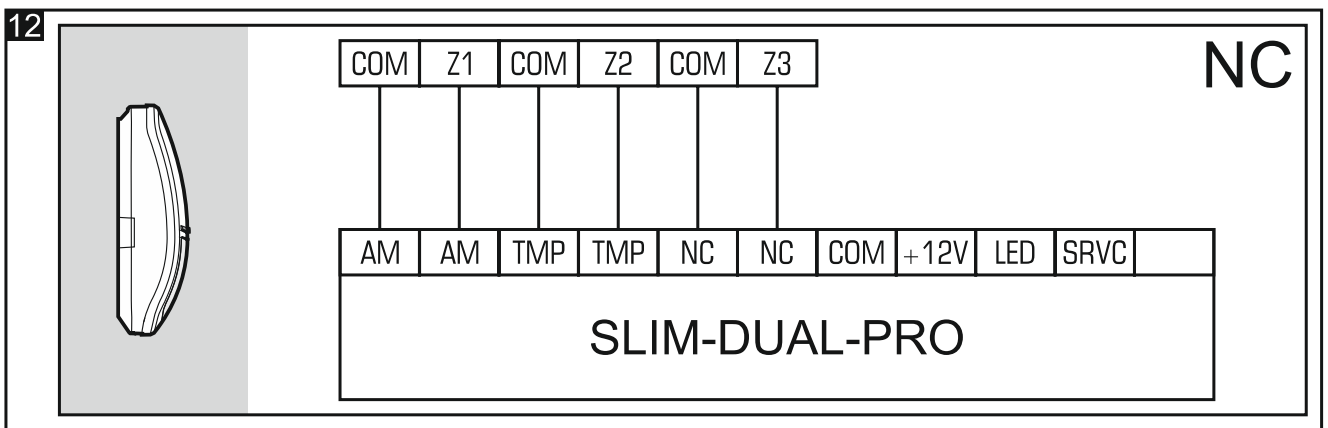 12
COM Z1 COM Z2 COM Z3
NC
AM AM TMP TMP NC NC COM +12V LED SRVC
SLIM-DUAL-PRO